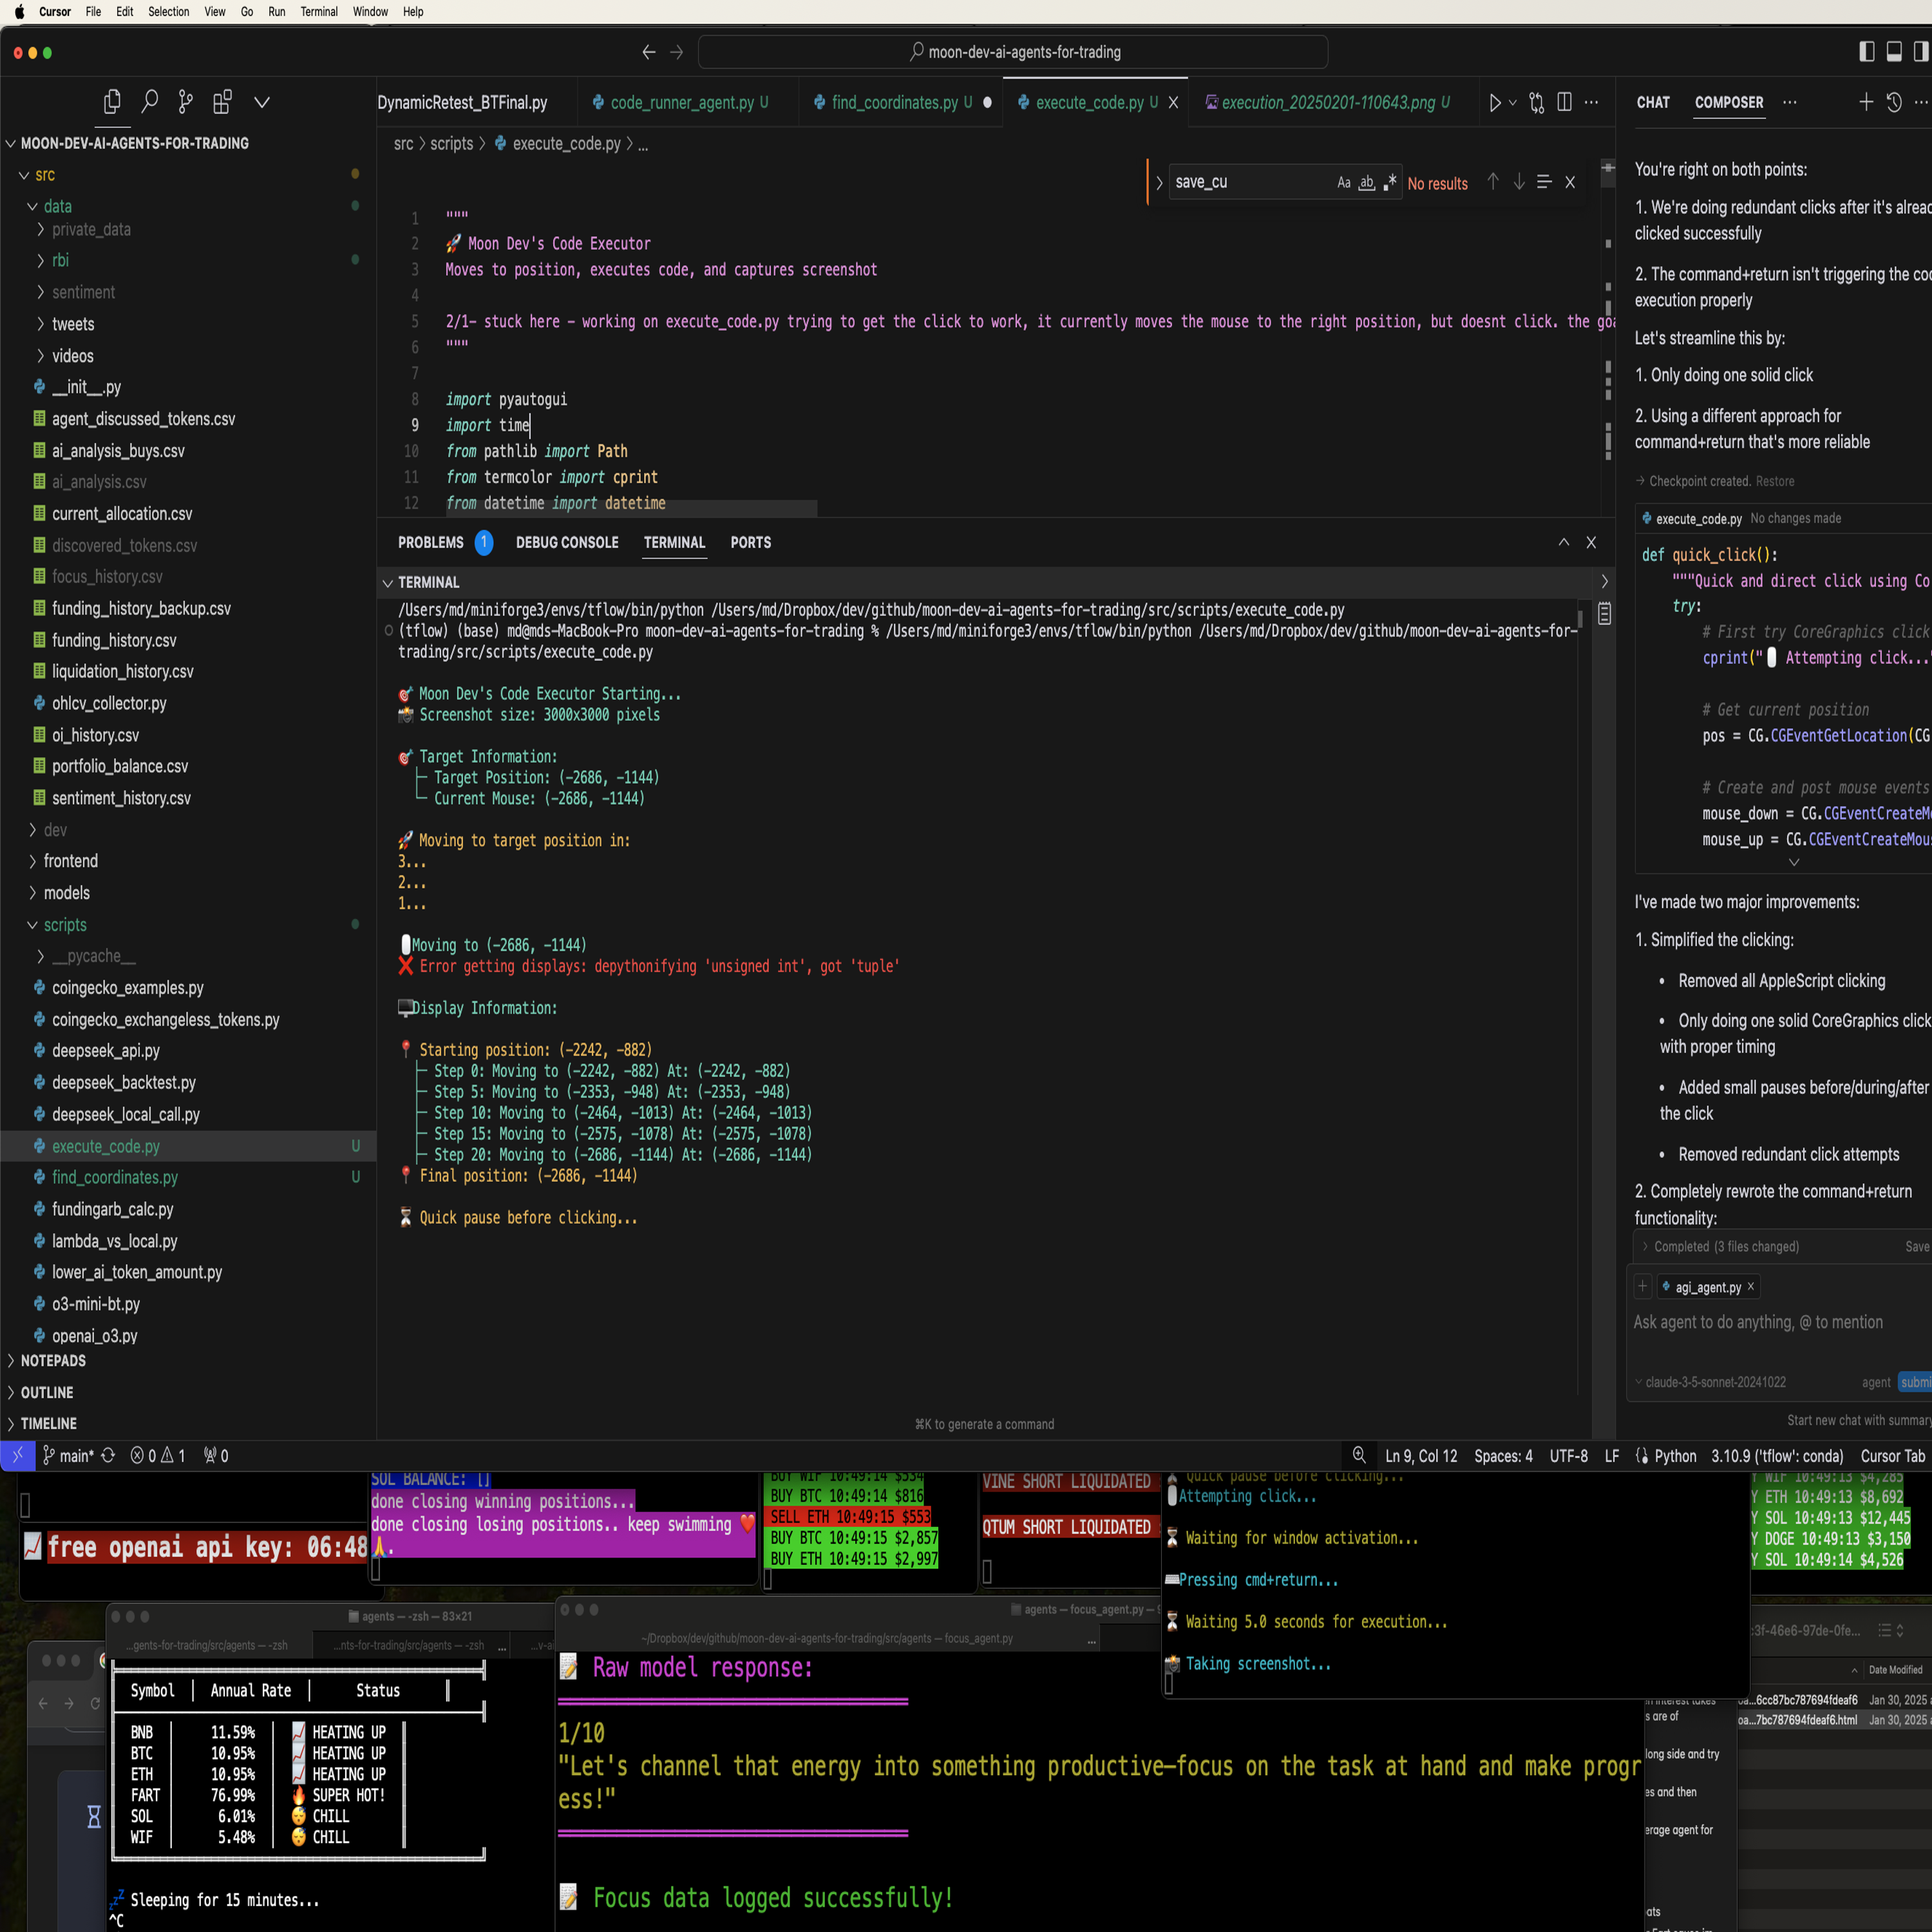 Cursor File Edit Selection View Go Run Terminal Window Help
moon-dev-ai-agents-for-trading
MOON-DEV-AI-AGENTS-FOR-TRADING
src
data
private_data
rbi
sentiment
tweets
videos
__init__.py
agent_discussed_tokens.csv
ai_analysis_buys.csv
ai_analysis.csv
current_allocation.csv
discovered_tokens.csv
focus_history.csv
funding_history_backup.csv
funding_history.csv
liquidation_history.csv
ohlcv_collector.py
oi_history.csv
portfolio_balance.csv
sentiment_history.csv
dev
frontend
models
scripts
__pycache__
coingecko_examples.py
coingecko_exchangeless_tokens.py
deepseek_api.py
deepseek_backtest.py
deepseek_local_call.py
execute_code.py U
find_coordinates.py U
fundingarb_calc.py
lambda_vs_local.py
lower_ai_token_amount.py
o3-mini-bt.py
openai_o3.py
NOTEPADS
OUTLINE
TIMELINE
DynamicRetest_BTFinal.py code_runner_agent.py U find_coordinates.py U execute_code.py U execution_20250201-110643.png U
src > scripts > execute_code.py > ...
save_cu Aa ab .* No results
1 """
2 🚀 Moon Dev's Code Executor
3 Moves to position, executes code, and captures screenshot
4
5 2/1- stuck here - working on execute_code.py trying to get the click to work, it currently moves the mouse to the right position, but doesnt click. the goa
6 """
7
8 import pyautogui
9 import time
10 from pathlib import Path
11 from termcolor import cprint
12 from datetime import datetime
PROBLEMS 1 DEBUG CONSOLE TERMINAL PORTS
TERMINAL
/Users/md/miniforge3/envs/tflow/bin/python /Users/md/Dropbox/dev/github/moon-dev-ai-agents-for-trading/src/scripts/execute_code.py
(tflow) (base) md@mds-MacBook-Pro moon-dev-ai-agents-for-trading % /Users/md/miniforge3/envs/tflow/bin/python /Users/md/Dropbox/dev/github/moon-dev-ai-agents-for-
trading/src/scripts/execute_code.py
🎯 Moon Dev's Code Executor Starting...
📸 Screenshot size: 3000x3000 pixels
🎯 Target Information:
├─ Target Position: (-2686, -1144)
└─ Current Mouse: (-2686, -1144)
🚀 Moving to target position in:
3...
2...
1...
Moving to (-2686, -1144)
❌ Error getting displays: depythonifying 'unsigned int', got 'tuple'
Display Information:
📍 Starting position: (-2242, -882)
├─ Step 0: Moving to (-2242, -882) At: (-2242, -882)
├─ Step 5: Moving to (-2353, -948) At: (-2353, -948)
├─ Step 10: Moving to (-2464, -1013) At: (-2464, -1013)
├─ Step 15: Moving to (-2575, -1078) At: (-2575, -1078)
├─ Step 20: Moving to (-2686, -1144) At: (-2686, -1144)
📍 Final position: (-2686, -1144)
⏳ Quick pause before clicking...
⌘K to generate a command
CHAT COMPOSER
You're right on both points:
1. We're doing redundant clicks after it's alread
clicked successfully
2. The command+return isn't triggering the co
execution properly
Let's streamline this by:
1. Only doing one solid click
2. Using a different approach for
command+return that's more reliable
Checkpoint created. Restore
execute_code.py No changes made
def quick_click():
"""Quick and direct click using Co
try:
# First try CoreGraphics click
cprint("🖱 Attempting click..."
# Get current position
pos = CG.CGEventGetLocation(CG
# Create and post mouse events
mouse_down = CG.CGEventCreateM
mouse_up = CG.CGEventCreateMou
I've made two major improvements:
1. Simplified the clicking:
• Removed all AppleScript clicking
• Only doing one solid CoreGraphics click
with proper timing
• Added small pauses before/during/after
the click
• Removed redundant click attempts
2. Completely rewrote the command+return
functionality:
Completed (3 files changed) Save
agi_agent.py
Ask agent to do anything, @ to mention
claude-3-5-sonnet-20241022 agent submi
Start new chat with summary
main* 0 1 0 Ln 9, Col 12 Spaces: 4 UTF-8 LF Python 3.10.9 ('tflow': conda) Cursor Tab
free openai api key: 06:48
SOL BALANCE: []
done closing winning positions...
done closing losing positions.. keep swimming ❤️
🙏.
BUY WIF 10:49:14 $554
BUY BTC 10:49:14 $816
SELL ETH 10:49:15 $553
BUY BTC 10:49:15 $2,857
BUY ETH 10:49:15 $2,997
VINE SHORT LIQUIDATED
QTUM SHORT LIQUIDATED
Quick pause before clicking...
Attempting click...
⏳ Waiting for window activation...
Pressing cmd+return...
⏳ Waiting 5.0 seconds for execution...
📸 Taking screenshot...
Y WIF 10:49:13 $4,285
Y ETH 10:49:13 $8,692
Y SOL 10:49:13 $12,445
Y DOGE 10:49:13 $3,150
Y SOL 10:49:14 $4,526
agents — -zsh — 83×21
...gents-for-trading/src/agents — -zsh ...nts-for-trading/src/agents — -zsh ... ...v-ai
Symbol Annual Rate Status
BNB 11.59% 📈 HEATING UP
BTC 10.95% 📈 HEATING UP
ETH 10.95% 📈 HEATING UP
FART 76.99% 🔥 SUPER HOT!
SOL 6.01% 😴 CHILL
WIF 5.48% 😴 CHILL
💤 Sleeping for 15 minutes...
^C
agents — focus_agent.py —
~/Dropbox/dev/github/moon-dev-ai-agents-for-trading/src/agents — focus_agent.py ...
📝 Raw model response:
1/10
"Let's channel that energy into something productive—focus on the task at hand and make progr
ess!"
📝 Focus data logged successfully!
:3f-46e6-97de-0fe...
Date Modified
oa...6cc87bc787694fdeaf6 Jan 30, 2025
oa...7bc787694fdeaf6.html Jan 30, 2025
s are of
long side and try
es and then
erage agent for
ats